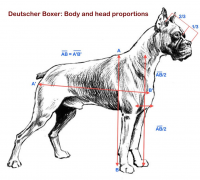 Deutscher Boxer: Body and head proportions
2/3
1/3
A
AB = A'B'
AB/2
A'
B'
AB/2
B